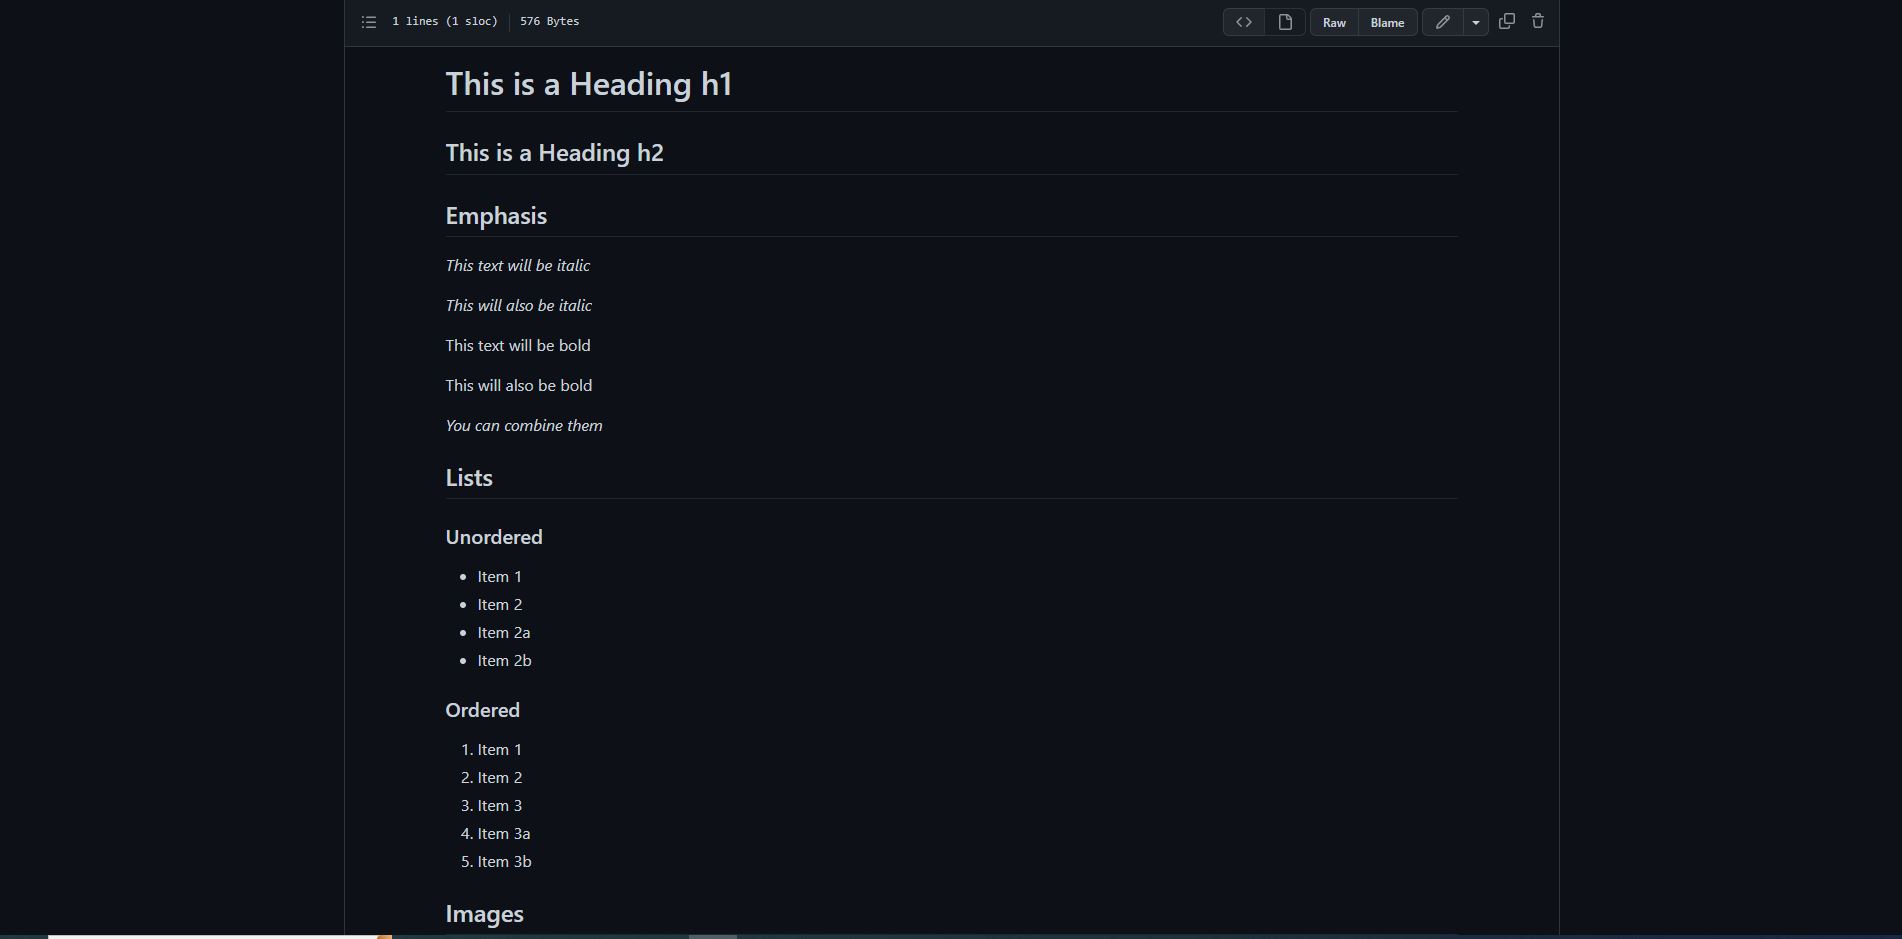 1 lines (1 sloc) 576 Bytes Raw Blame
This is a Heading h1
This is a Heading h2
Emphasis
This text will be italic
This will also be italic
This text will be bold
This will also be bold
You can combine them
Lists
Unordered
• Item 1
• Item 2
• Item 2a
• Item 2b
Ordered
1. Item 1
2. Item 2
3. Item 3
4. Item 3a
5. Item 3b
Images